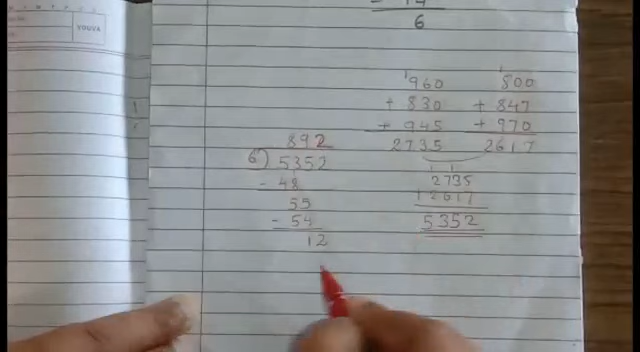 YOUVA
- 14
6
960 800
+ 830 + 847
+ 945 + 970
892 2735 2617
6) 5352
- 48 2735
55 + 2617
- 54 5352
12